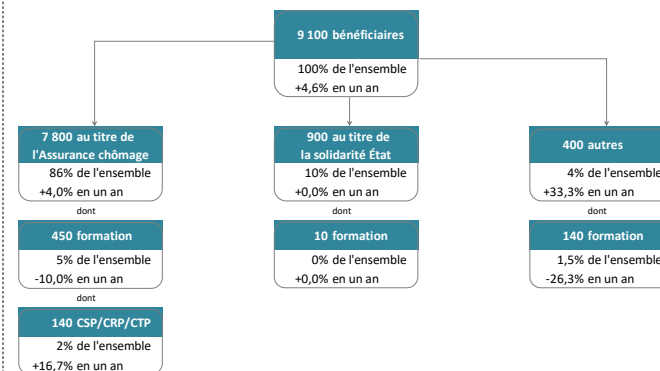 9 100 bénéficiaires
100% de l'ensemble
+4,6% en un an
7 800 au titre de
l'Assurance chômage
86% de l'ensemble
+4,0% en un an
dont
450 formation
5% de l'ensemble
-10,0% en un an
dont
140 CSP/CRP/CTP
2% de l'ensemble
+16,7% en un an
900 au titre de
la solidarité État
10% de l'ensemble
+0,0% en un an
dont
10 formation
0% de l'ensemble
+0,0% en un an
400 autres
4% de l'ensemble
+33,3% en un an
dont
140 formation
1,5% de l'ensemble
-26,3% en un an